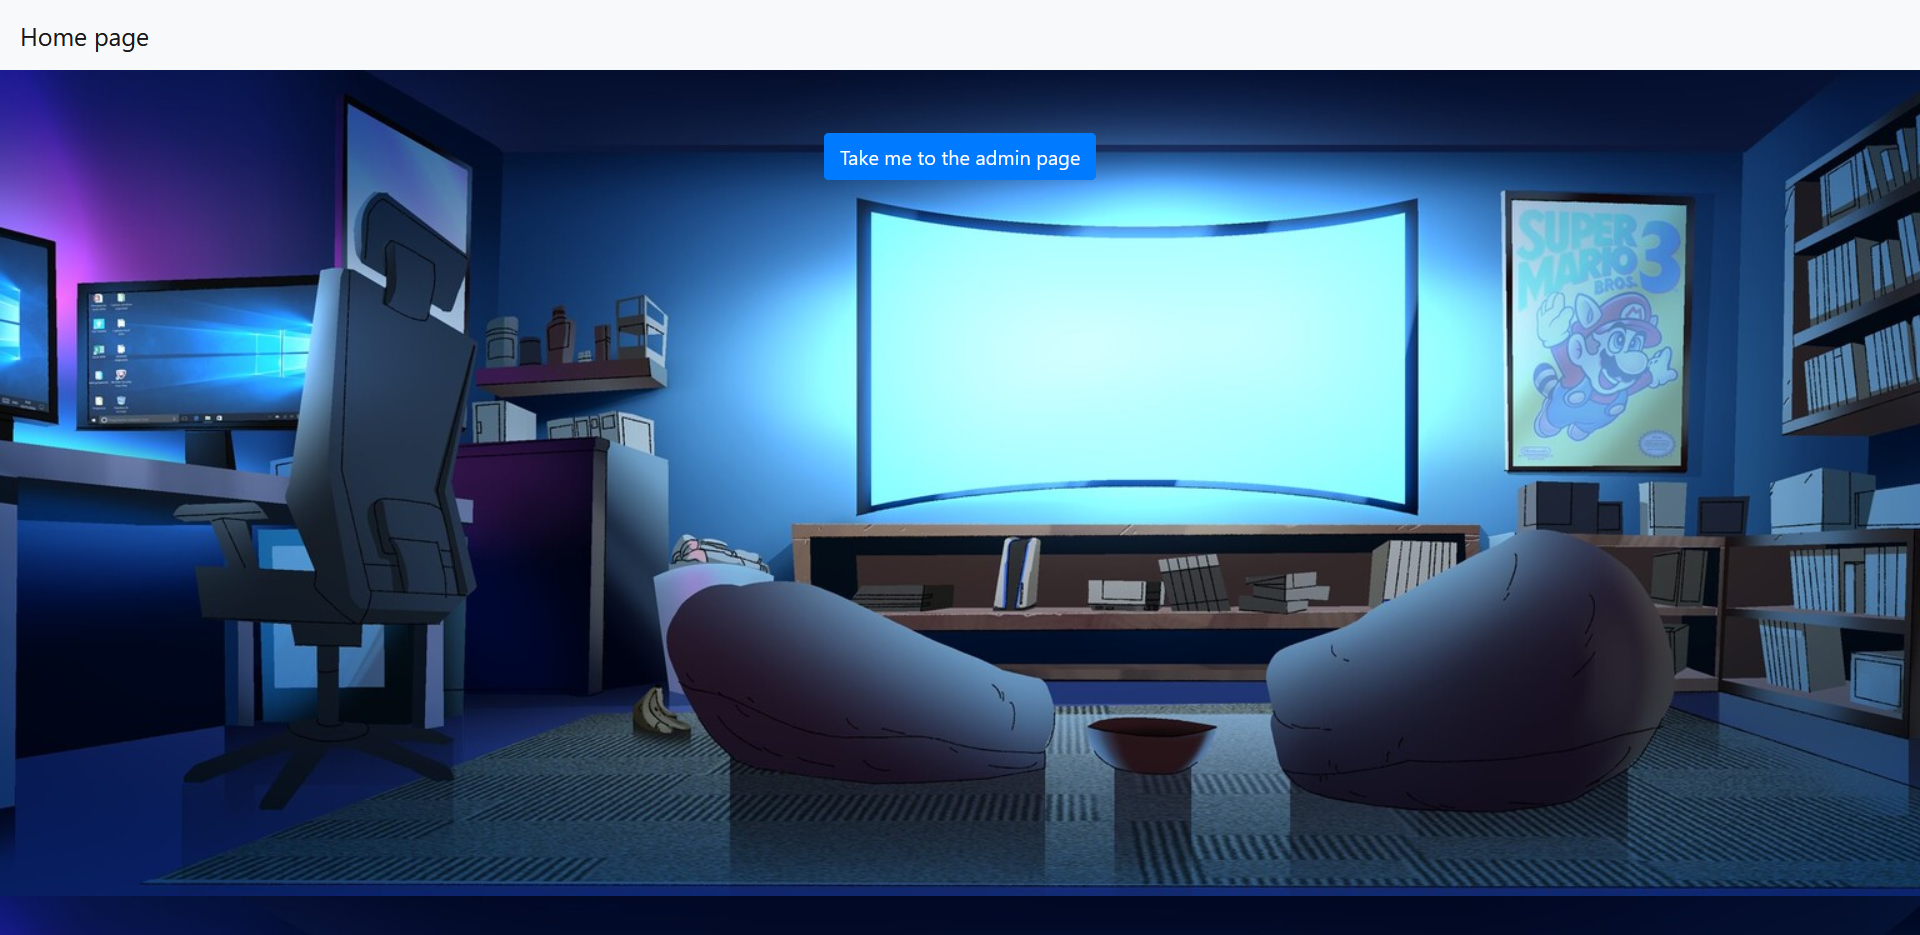 Home page
Take me to the admin page
SUPER
MARIO 3
BROS.